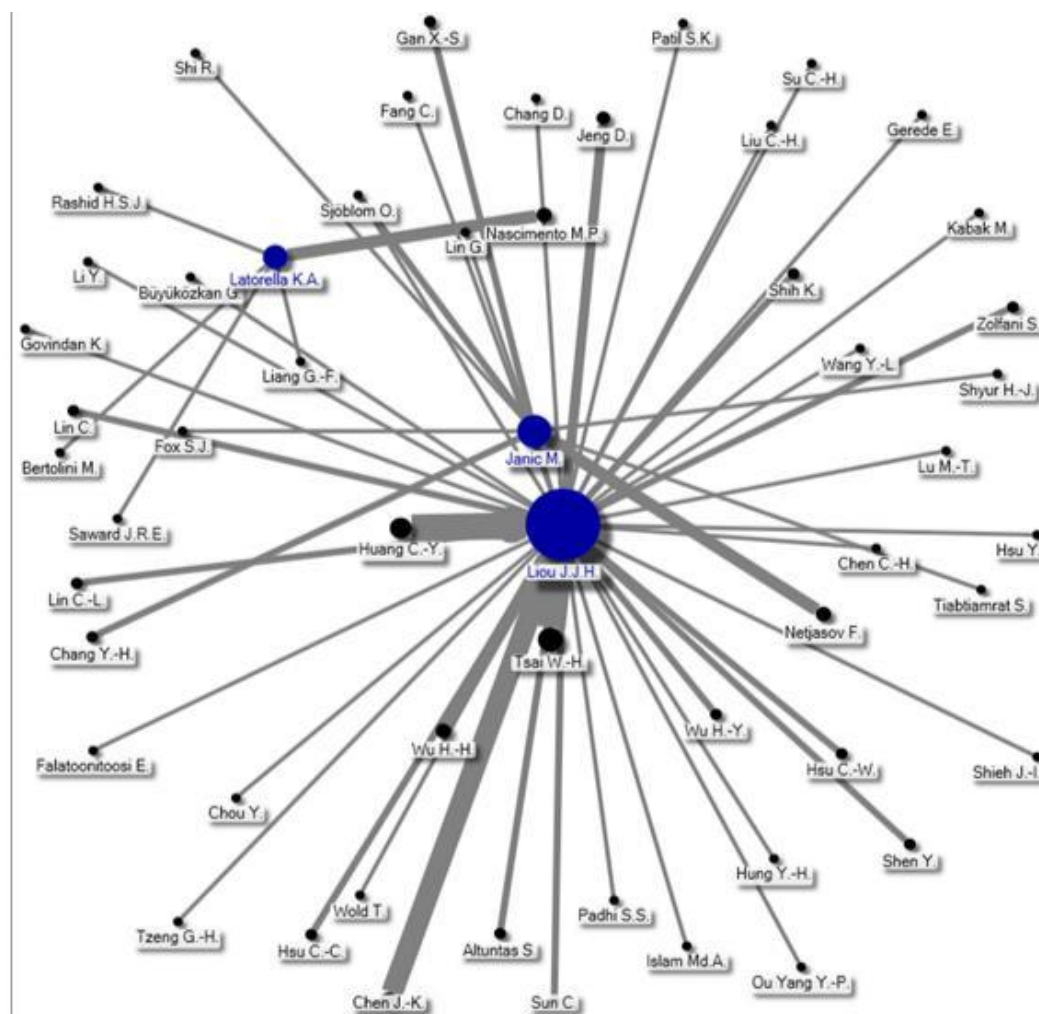 Gan X.-S.
Patil S.K.
Shi R.
Su C.-H.
Fang C.
Chang D.
Jeng D.
Liu C.-H.
Gerede E.
Rashid H.S.J.
Sjöblom O.
Nascimento M.P.
Lin G.
Kabak M.
Li Y.
Latorella K.A.
Büyüközkan G.
Shih K.
Zolfani S.
Govindan K.
Liang G.-F.
Wang Y.-L.
Shyur H.-J.
Lin C.
Fox S.J.
Janic M.
Bertolini M.
Lu M.-T.
Saward J.R.E.
Huang C.-Y.
Liou J.J.H.
Chen C.-H.
Hsu Y.
Lin C.-L.
Tiabtiamrat S.
Chang Y.-H.
Netjasov F.
Tsai W.-H.
Wu H.-H.
Wu H.-Y.
Falatoonitoosi E.
Hsu C.-W.
Shieh J.-I.
Chou Y.
Shen Y.
Hung Y.-H.
Wold T.
Padhi S.S.
Tzeng G.-H.
Hsu C.-C.
Altuntas S.
Islam Md.A.
Ou Yang Y.-P.
Chen J.-K.
Sun C.